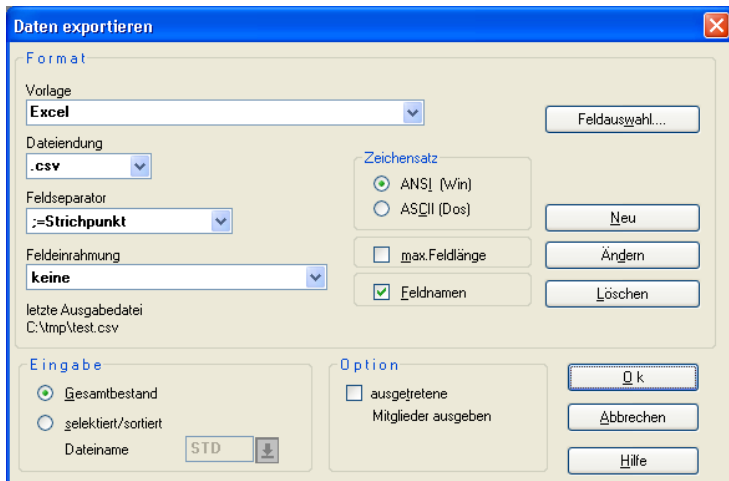 Daten exportieren
Format
Vorlage
Excel
Feldauswahl....
Dateiendung
.csv
Zeichensatz
ANSI (Win)
ASCII (Dos)
Feldseparator
;=Strichpunkt
Neu
Feldeinrahmung
keine
max.Feldlänge
Ändern
Feldnamen
Löschen
letzte Ausgabedatei
C:\tmp\test.csv
Eingabe
Gesamtbestand
selektiert/sortiert
Dateiname STD
Option
ausgetretene
Mitglieder ausgeben
Ok
Abbrechen
Hilfe